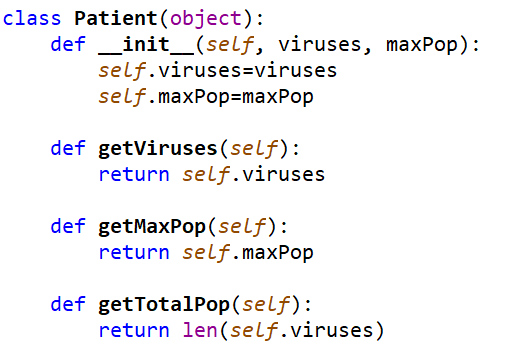 class Patient(object):
    def __init__(self, viruses, maxPop):
        self.viruses=viruses
        self.maxPop=maxPop

    def getViruses(self):
        return self.viruses

    def getMaxPop(self):
        return self.maxPop

    def getTotalPop(self):
        return len(self.viruses)